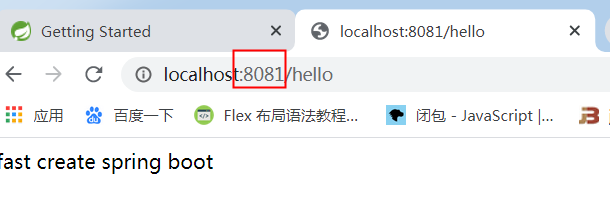 Getting Started
localhost:8081/hello
localhost:8081/hello
应用 百度一下 Flex 布局语法教程... 闭包 - JavaScript |...
fast create spring boot